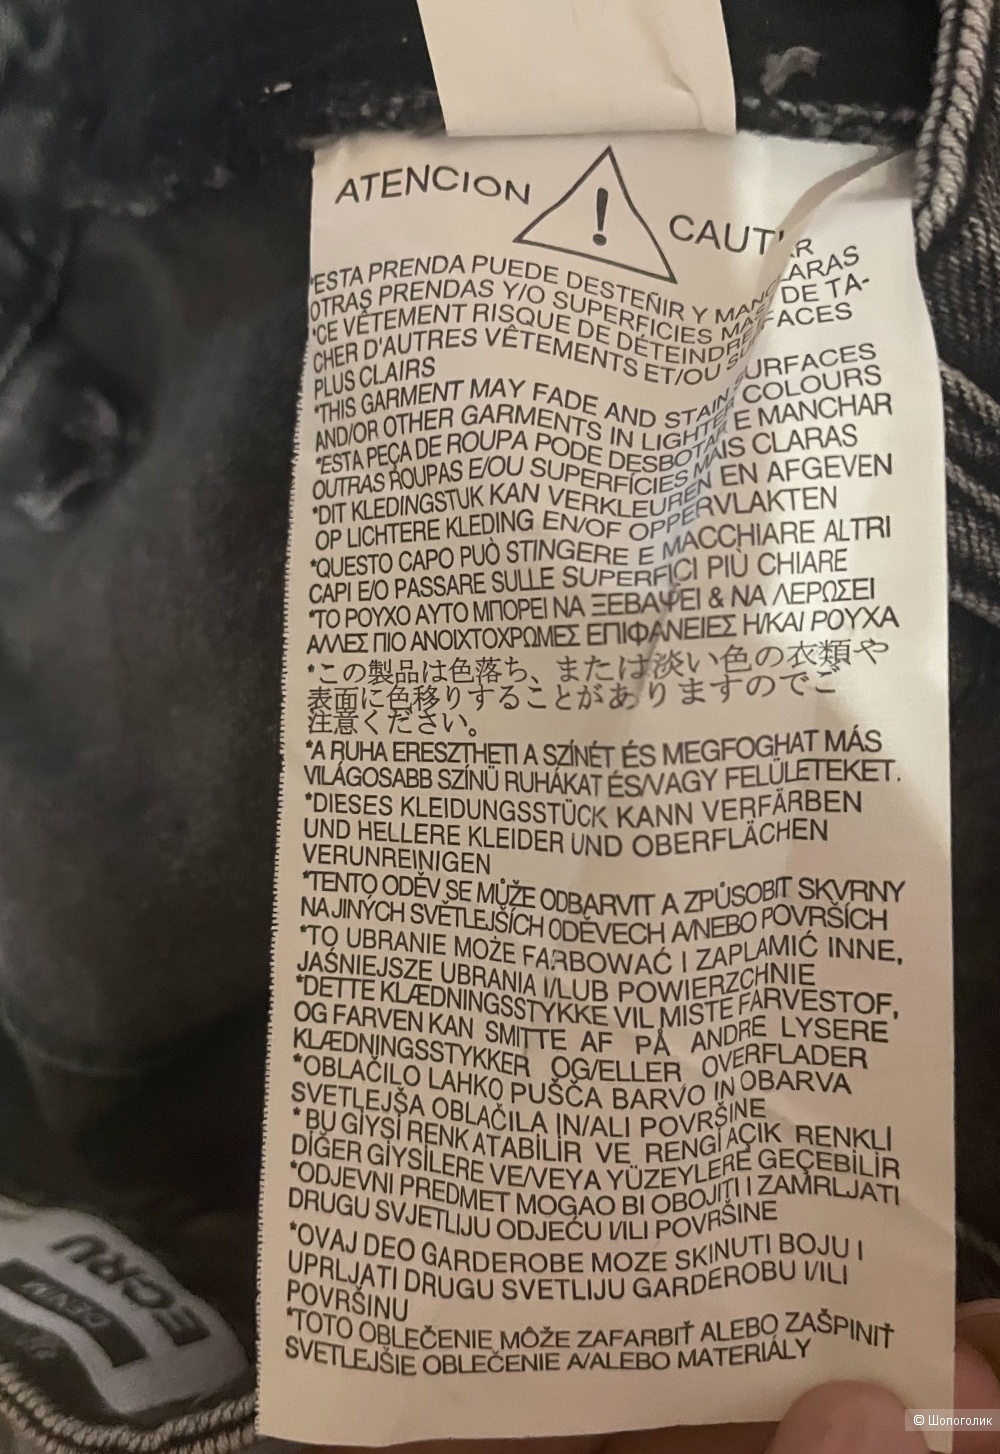 ATENCION ! CAUT
*ESTA PRENDA PUEDE DESTEÑIR Y
OTRAS PRENDAS Y/O SUPERFICIES MAS CLARAS
*CE VÊTEMENT RISQUE DE DÉTEINDRE DE TA-
CHER D'AUTRES VÊTEMENTS ET/OU SURFACES
PLUS CLAIRS
*THIS GARMENT MAY FADE AND STAIN SURFACES
AND/OR OTHER GARMENTS IN LIGHTER COLOURS
*ESTA PEÇA DE ROUPA PODE DESBOTAR E MANCHAR
OUTRAS ROUPAS E/OU SUPERFÍCIES MAIS CLARAS
*DIT KLEDINGSTUK KAN VERKLEUREN EN AFGEVEN
OP LICHTERE KLEDING EN/OF OPPERVLAKTEN
*QUESTO CAPO PUÒ STINGERE E MACCHIARE ALTRI
CAPI E/O PASSARE SULLE SUPERFICI PIÙ CHIARE
*ΤΟ ΡΟΥΧΟ ΑΥΤΟ ΜΠΟΡΕΙ ΝΑ ΞΕΒΑΨΕΙ & ΝΑ ΛΕΡΩΣΕΙ
ΑΛΛΕΣ ΠΙΟ ΑΝΟΙΧΤΟΧΡΩΜΕΣ ΕΠΙΦΑΝΕΙΕΣ Η/ΚΑΙ ΡΟΥΧΑ
*この製品は色落ち、または淡い色の衣類や
表面に色移りすることがありますのでご
注意ください。
*A RUHA ERESZTHETI A SZÍNÉT ÉS MEGFOGHAT MÁS
VILÁGOSABB SZÍNÜ RUHÁKAT ÉS/VAGY FELÜLETEKET.
*DIESES KLEIDUNGSSTÜCK KANN VERFÄRBEN
UND HELLERE KLEIDER UND OBERFLÄCHEN
VERUNREINIGEN
*TENTO ODĚV SE MŮŽE ODBARVIT A ZPŮSOBIT SKVRNY
NA JINÝCH SVĚTLEJŠÍCH ODĚVECH A/NEBO POVRŠÍCH
*TO UBRANIE MOŻE FARBOWAĆ I ZAPLAMIĆ INNE,
JAŚNIEJSZE UBRANIA I/LUB POWIERZCHNIE
*DETTE KLÆDNINGSSTYKKE VIL MISTE FARVESTOF,
OG FARVEN KAN SMITTE AF PÅ ANDRE LYSERE
KLÆDNINGSSTYKKER OG/ELLER OVERFLADER
*OBLAČILO LAHKO PUŠČA BARVO IN OBARVA
SVETLEJŠA OBLAČILA IN/ALI POVRŠINE
*BU GİYSİ RENK ATABİLİR VE RENGİ AÇIK RENKLİ
DİĞER GİYSİLERE VE/VEYA YÜZEYLERE GEÇEBİLİR
*ODJEVNI PREDMET MOGAO BI OBOJITI I ZAMRLJATI
DRUGU SVJETLIJU ODJEĆU I/ILI POVRŠINE
*OVAJ DEO GARDEROBE MOZE SKINUTI BOJU I
UPRLJATI DRUGU SVETLIJU GARDEROBU I/ILI
POVRŠINU
*TOTO OBLEČENIE MÔŽE ZAFARBIŤ ALEBO ZAŠPINIŤ
SVETLEJŠIE OBLEČENIE A/ALEBO MATERIÁLY
ECRU
DENIM
© Шопоголик